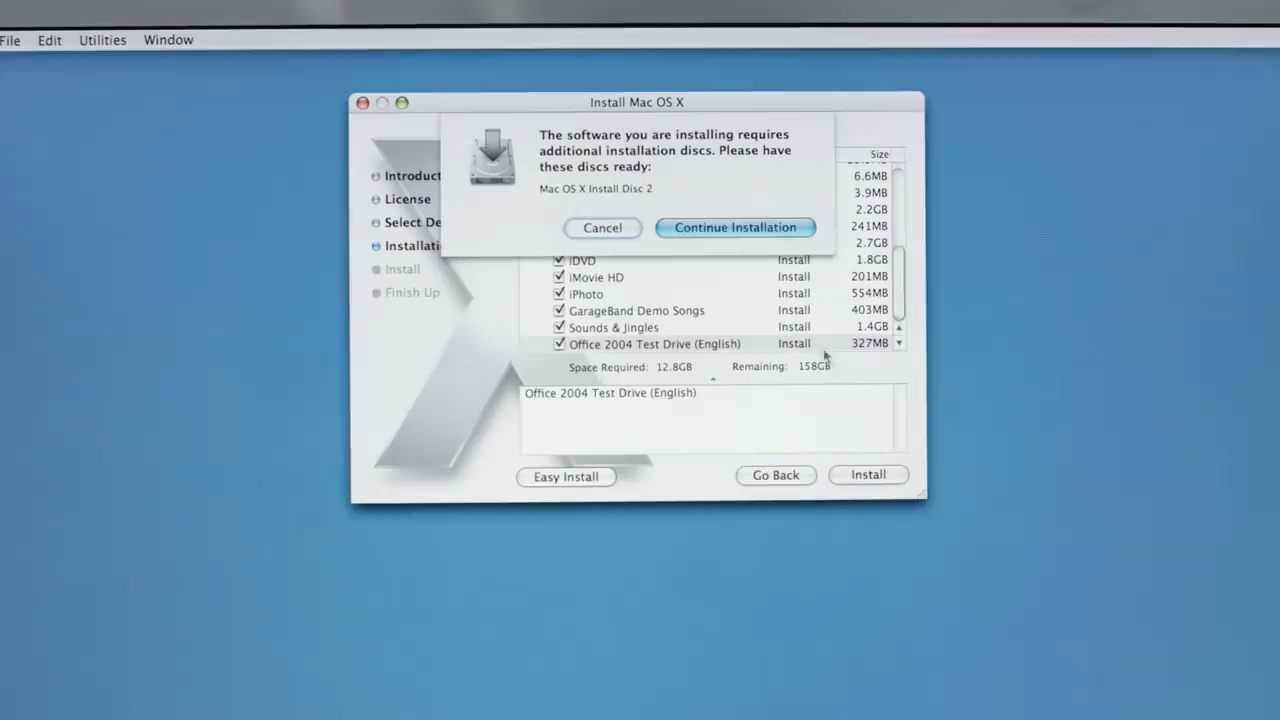 File Edit Utilities Window
Install Mac OS X
The software you are installing requires
additional installation discs. Please have
these discs ready:
Mac OS X Install Disc 2
Cancel Continue Installation
Size
6.6MB
3.9MB
2.2GB
241MB
2.7GB
Introduct
License
Select De
Installati
Install
Finish Up
iDVD Install 1.8GB
iMovie HD Install 201MB
iPhoto Install 554MB
GarageBand Demo Songs Install 403MB
Sounds & Jingles Install 1.4GB
Office 2004 Test Drive (English) Install 327MB
Space Required: 12.8GB Remaining: 158GB
Office 2004 Test Drive (English)
Easy Install Go Back Install